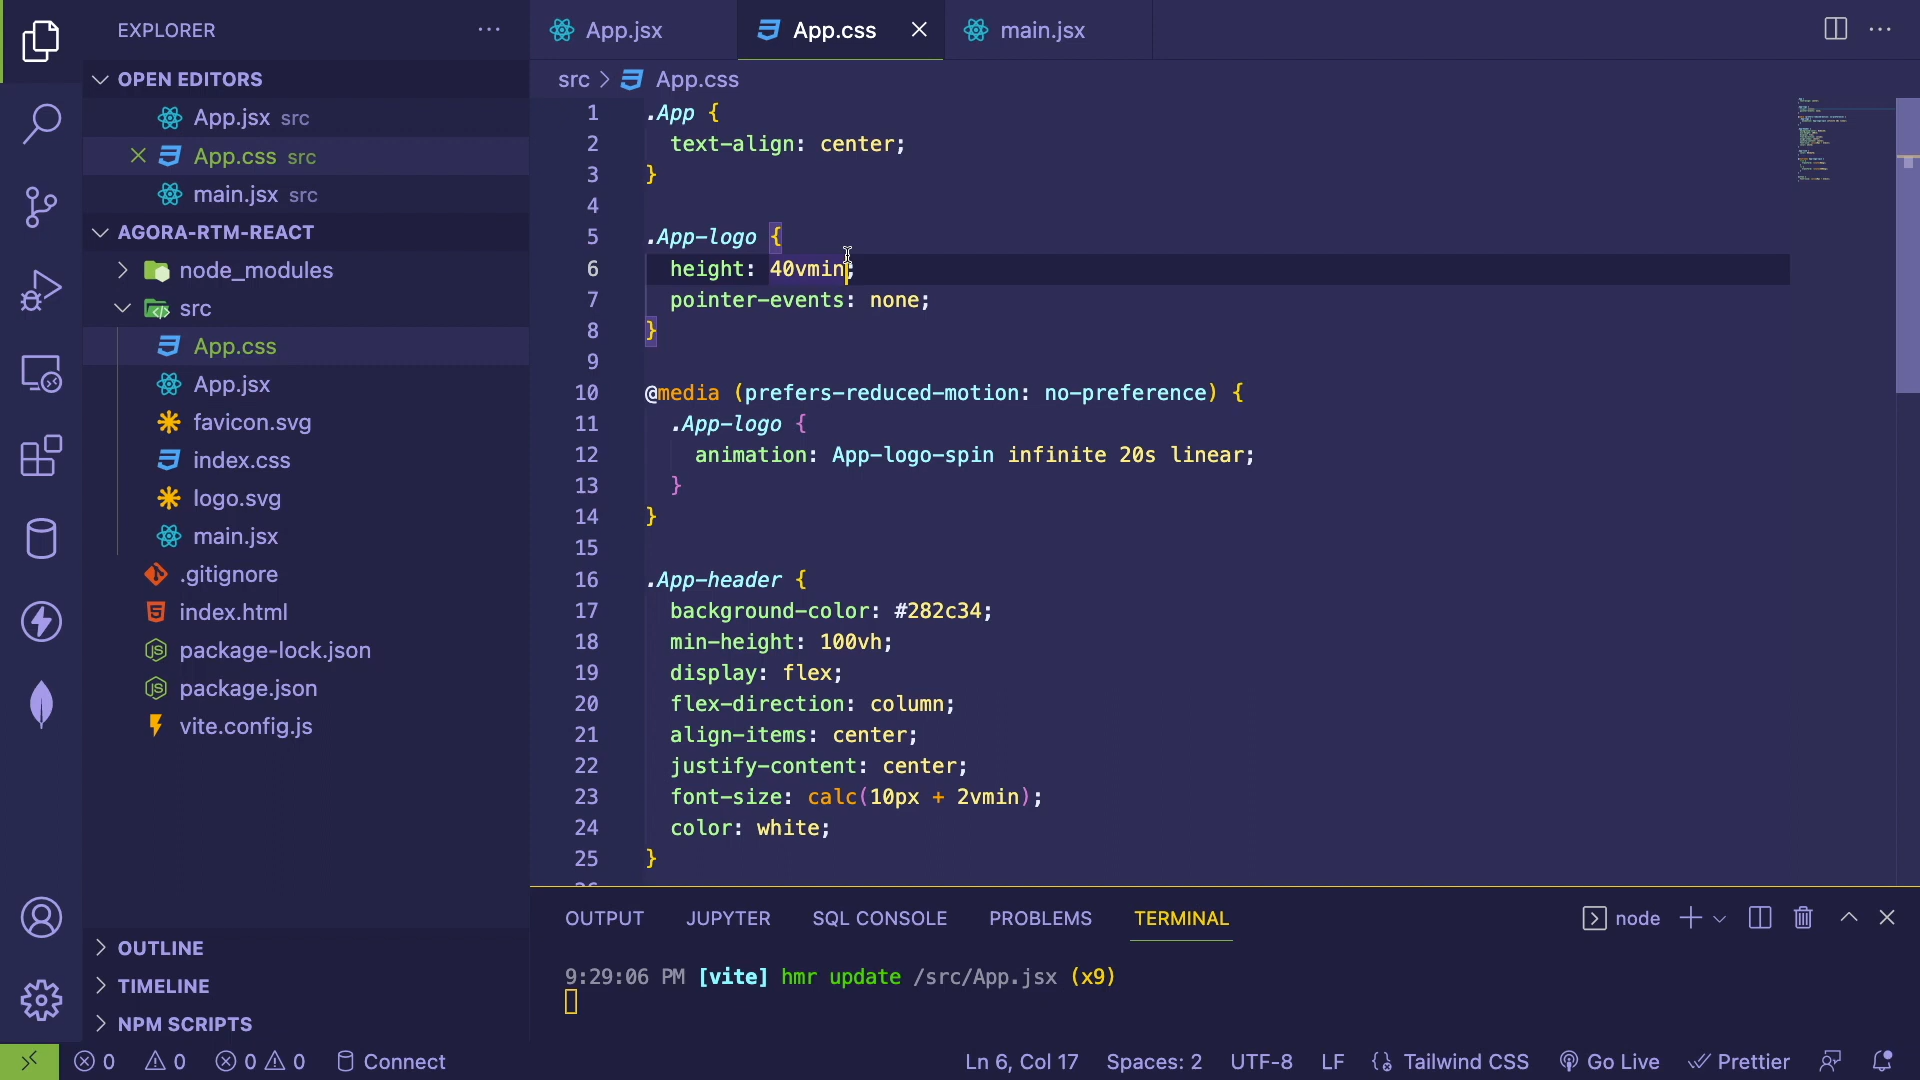 EXPLORER
OPEN EDITORS
App.jsx src
App.css src
main.jsx src
AGORA-RTM-REACT
node_modules
src
App.css
App.jsx
favicon.svg
index.css
logo.svg
main.jsx
.gitignore
index.html
package-lock.json
package.json
vite.config.js
OUTLINE
TIMELINE
NPM SCRIPTS
App.jsx App.css main.jsx
src > App.css
1 .App {
2 text-align: center;
3 }
4
5 .App-logo {
6 height: 40vmin;
7 pointer-events: none;
8 }
9
10 @media (prefers-reduced-motion: no-preference) {
11 .App-logo {
12 animation: App-logo-spin infinite 20s linear;
13 }
14 }
15
16 .App-header {
17 background-color: #282c34;
18 min-height: 100vh;
19 display: flex;
20 flex-direction: column;
21 align-items: center;
22 justify-content: center;
23 font-size: calc(10px + 2vmin);
24 color: white;
25 }
OUTPUT JUPYTER SQL CONSOLE PROBLEMS TERMINAL node
9:29:06 PM [vite] hmr update /src/App.jsx (x9)
0 0 0 0 Connect Ln 6, Col 17 Spaces: 2 UTF-8 LF Tailwind CSS Go Live Prettier